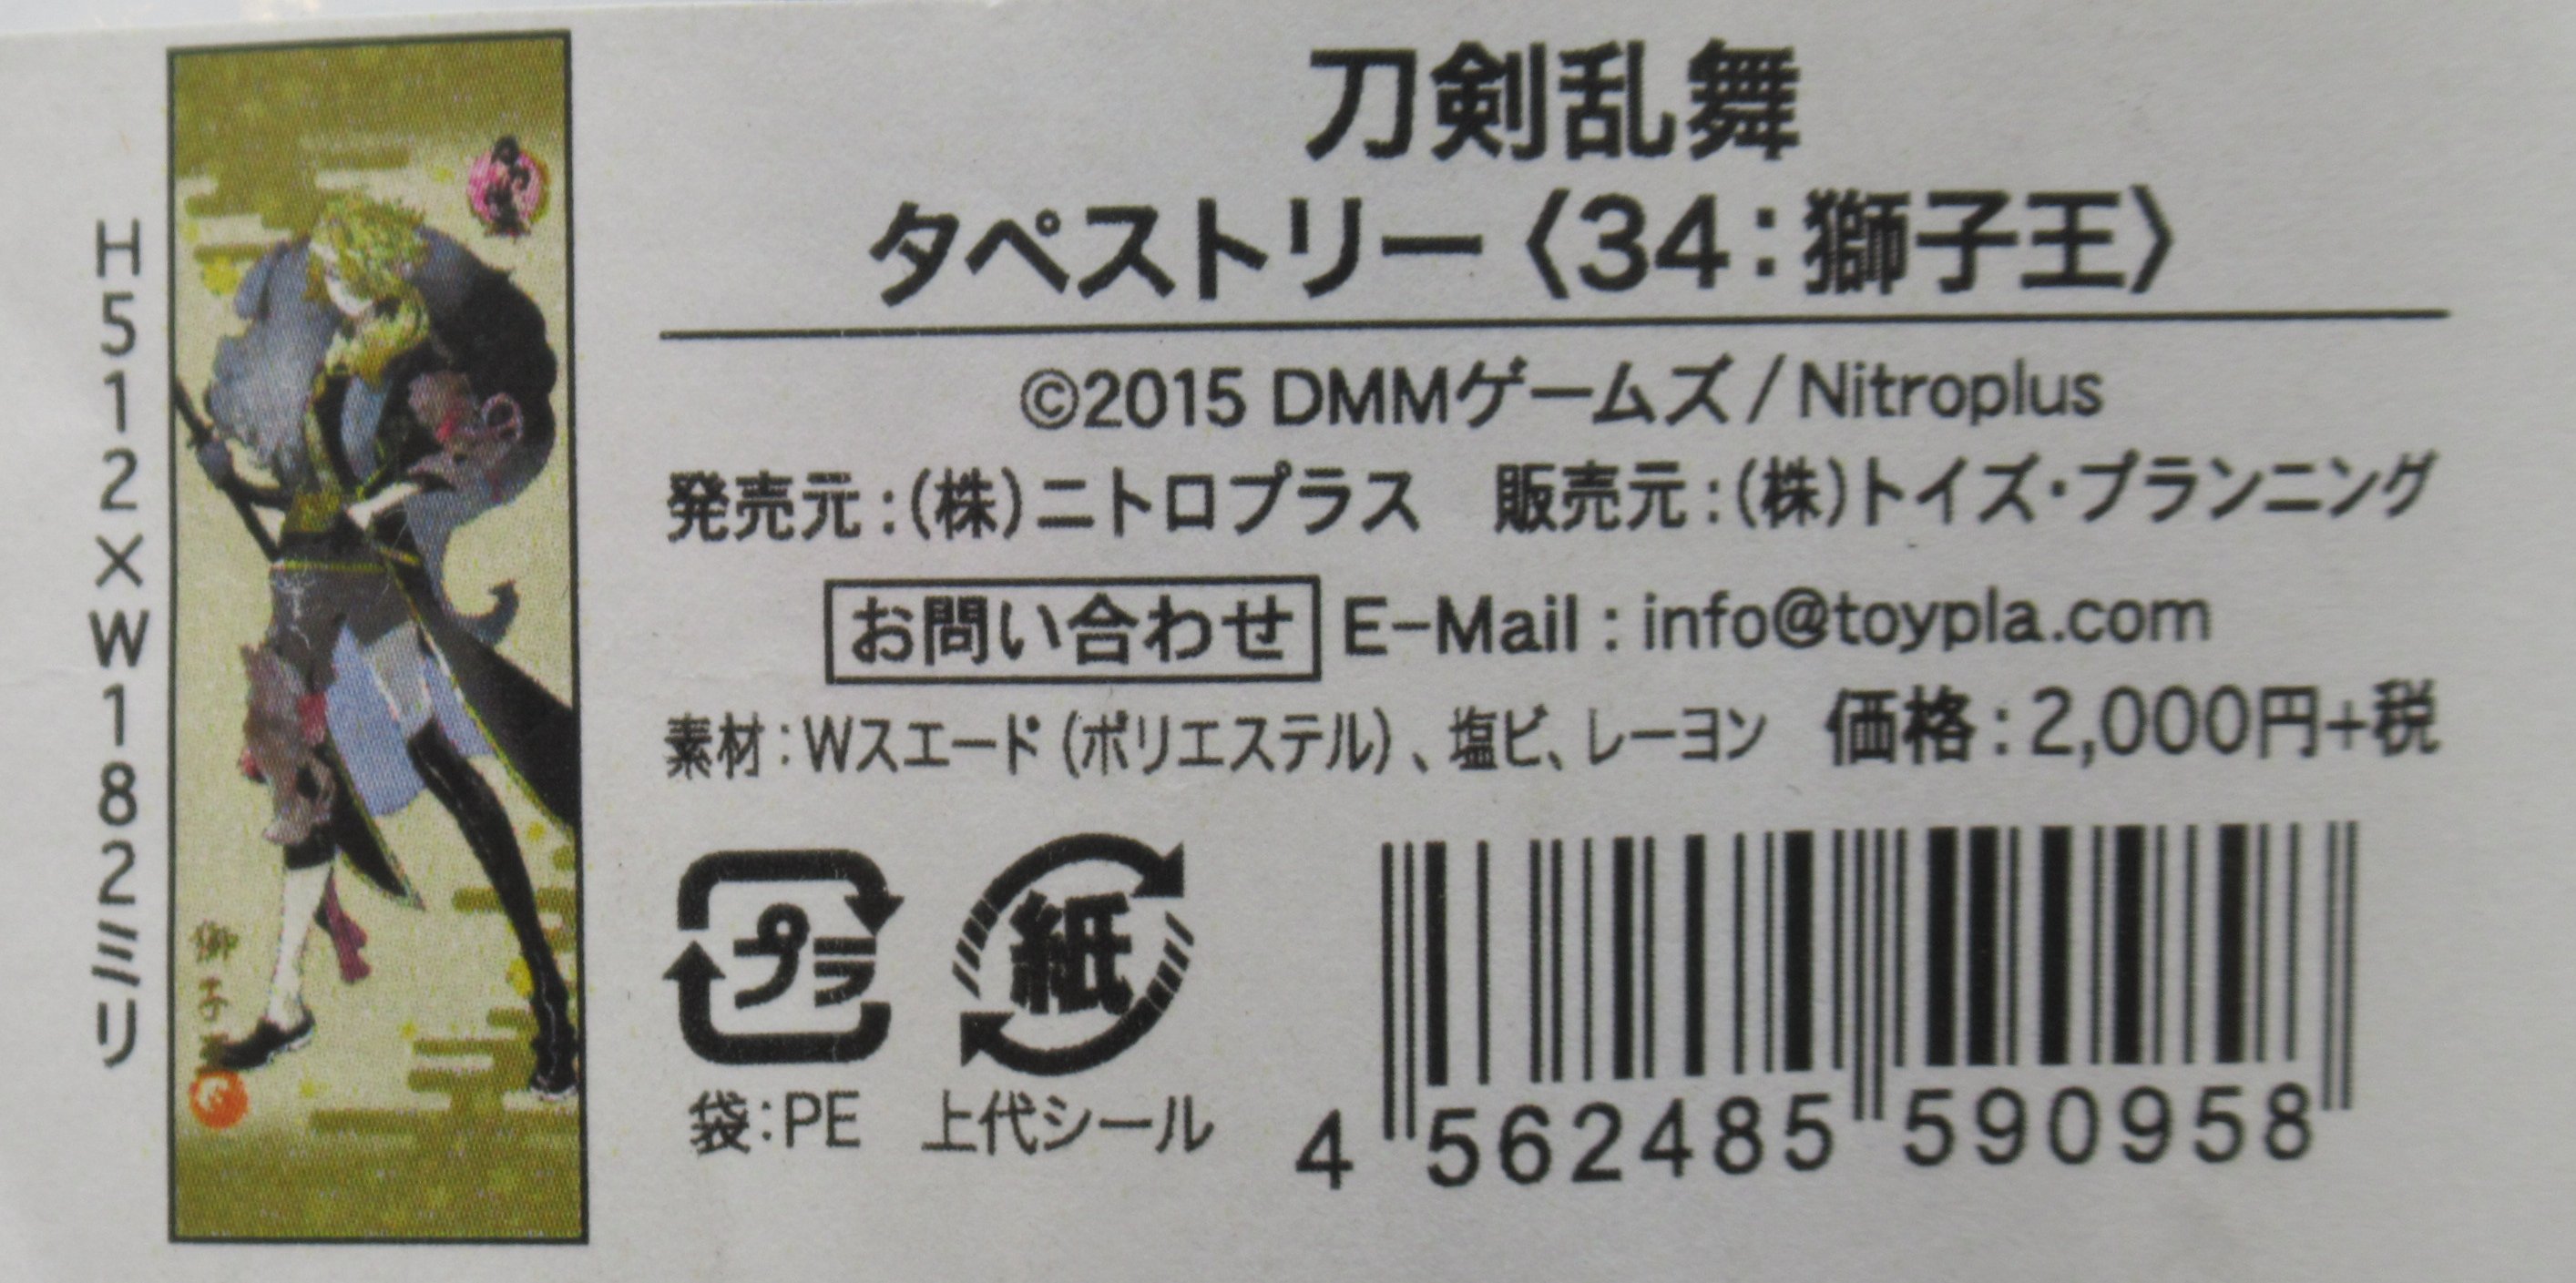 刀剣乱舞
タペストリー〈34：獅子王〉
©2015 DMMゲームズ / Nitroplus
発売元：(株)ニトロプラス　販売元：(株)トイズ・プランニング
お問い合わせ E-Mail：info@toypla.com
素材：Wスエード（ポリエステル）、塩ビ、レーヨン　価格：2,000円+税
プラ
袋：PE
紙
上代シール
4 562485 590958
H512×W182ミリ
獅子王